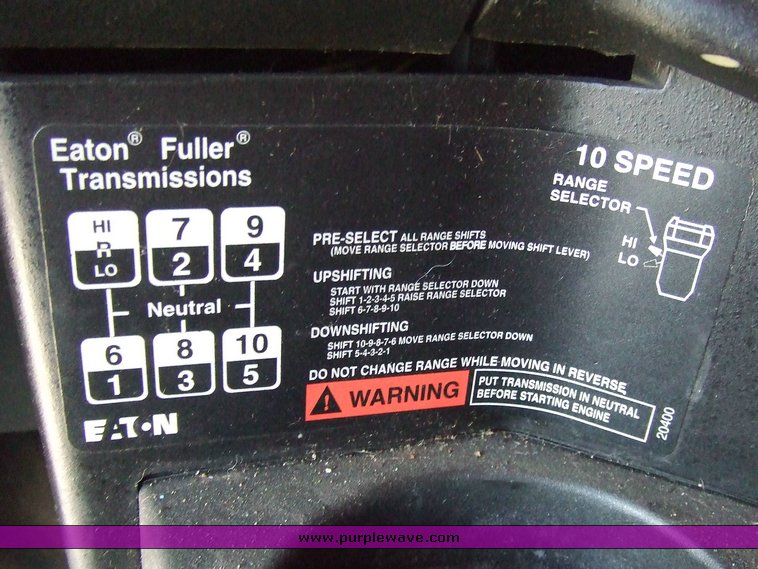 Eaton® Fuller®
Transmissions
10 SPEED
RANGE
SELECTOR
HI
LO
HI
R
LO
7
2
9
4
Neutral
6
1
8
3
10
5
PRE-SELECT ALL RANGE SHIFTS
(MOVE RANGE SELECTOR BEFORE MOVING SHIFT LEVER)
UPSHIFTING
START WITH RANGE SELECTOR DOWN
SHIFT 1-2-3-4-5 RAISE RANGE SELECTOR
SHIFT 6-7-8-9-10
DOWNSHIFTING
SHIFT 10-9-8-7-6 MOVE RANGE SELECTOR DOWN
SHIFT 5-4-3-2-1
DO NOT CHANGE RANGE WHILE MOVING IN REVERSE
WARNING
PUT TRANSMISSION IN NEUTRAL
BEFORE STARTING ENGINE
20400
EATON
www.purplewave.com